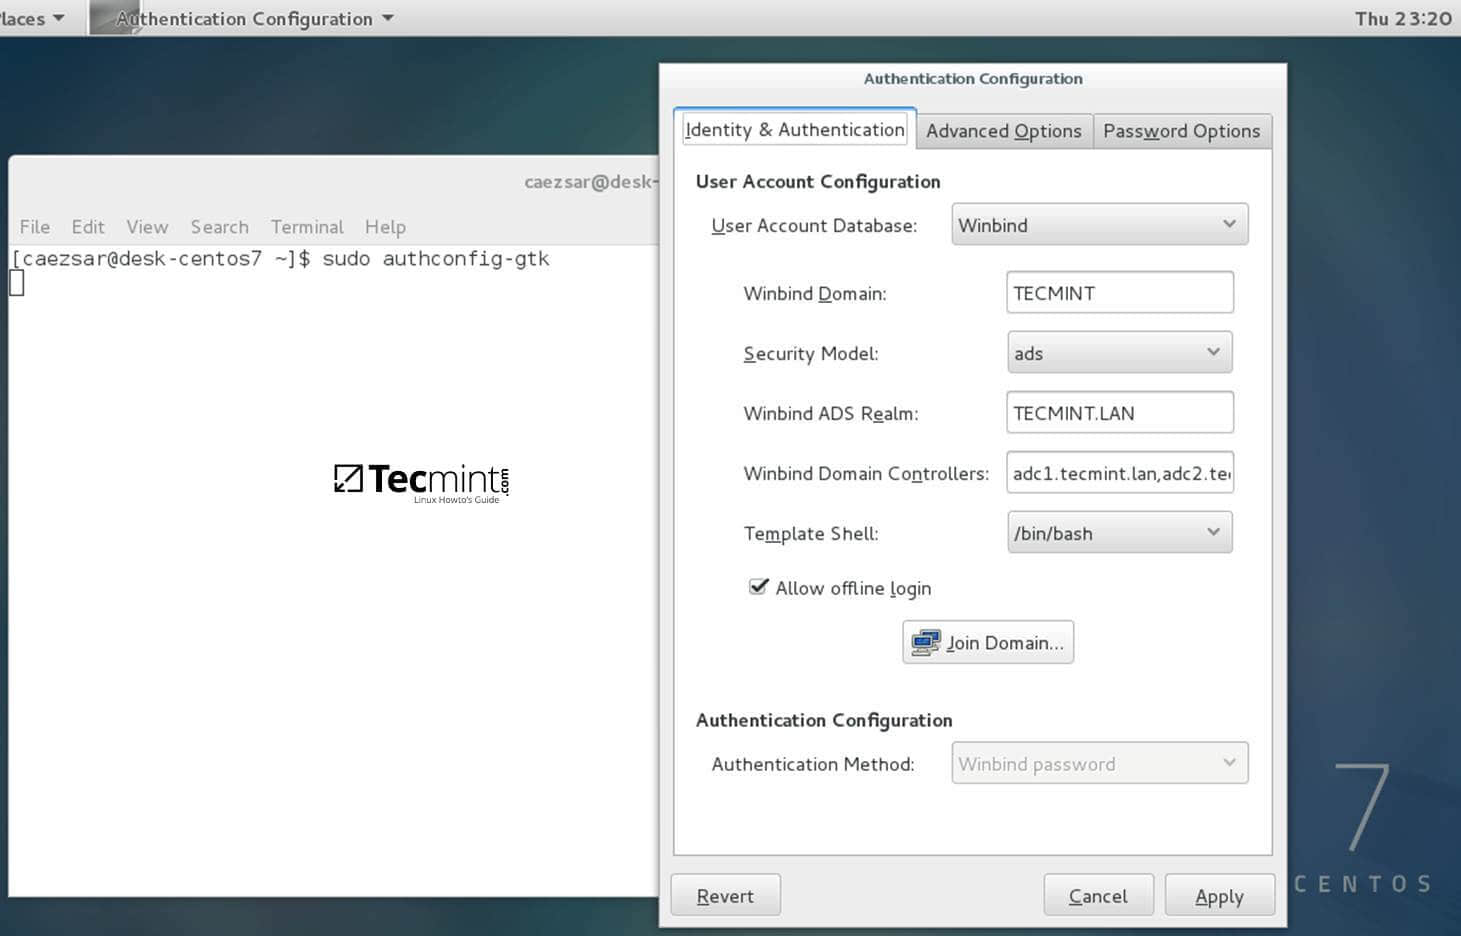 laces Authentication Configuration Thu 23:20
caezsar@desk-
File Edit View Search Terminal Help
[caezsar@desk-centos7 ~]$ sudo authconfig-gtk
Tecmint.com
Linux Howto's Guide
Authentication Configuration
Identity & Authentication Advanced Options Password Options
User Account Configuration
User Account Database: Winbind
Winbind Domain: TECMINT
Security Model: ads
Winbind ADS Realm: TECMINT.LAN
Winbind Domain Controllers: adc1.tecmint.lan,adc2.te
Template Shell: /bin/bash
Allow offline login
Join Domain...
Authentication Configuration
Authentication Method: Winbind password
Revert Cancel Apply
7
CENTOS